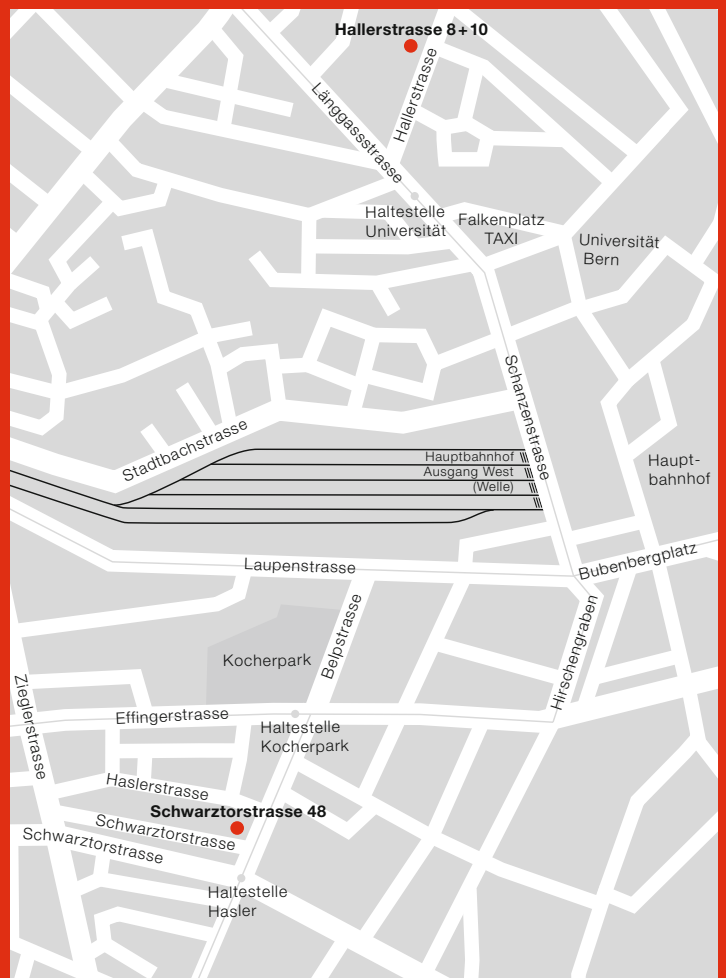 Hallerstrasse 8+10
Hallerstrasse
Länggassstrasse
Haltestelle
Universität
Falkenplatz
TAXI
Universität
Bern
Schanzenstrasse
Stadtbachstrasse
Hauptbahnhof
Ausgang West
(Welle)
Haupt-
bahnhof
Laupenstrasse
Bubenbergplatz
Belpstrasse
Hirschengraben
Kocherpark
Zieglerstrasse
Effingerstrasse
Haltestelle
Kocherpark
Haslerstrasse
Schwarztorstrasse 48
Schwarztorstrasse
Schwarztorstrasse
Haltestelle
Hasler